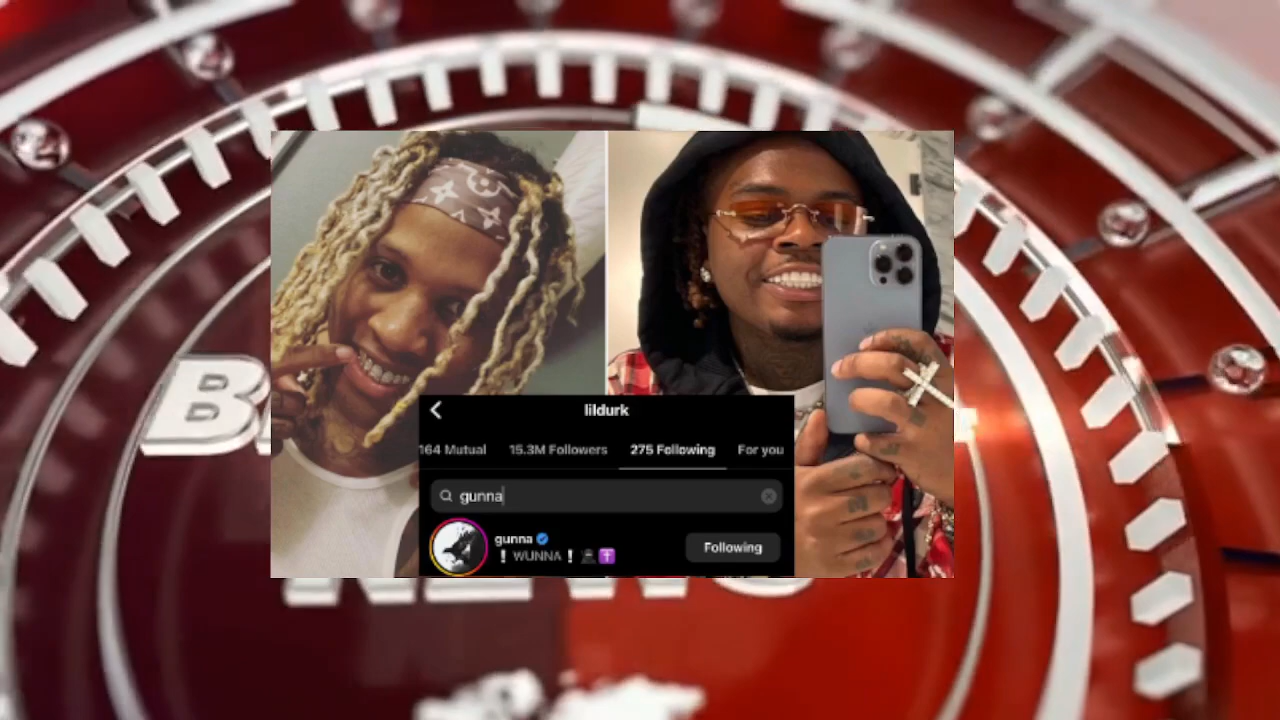 lildurk
164 Mutual 15.3M Followers 275 Following For you
gunna
gunna
❗ WUNNA ❗ 🥷🏿✝️
Following